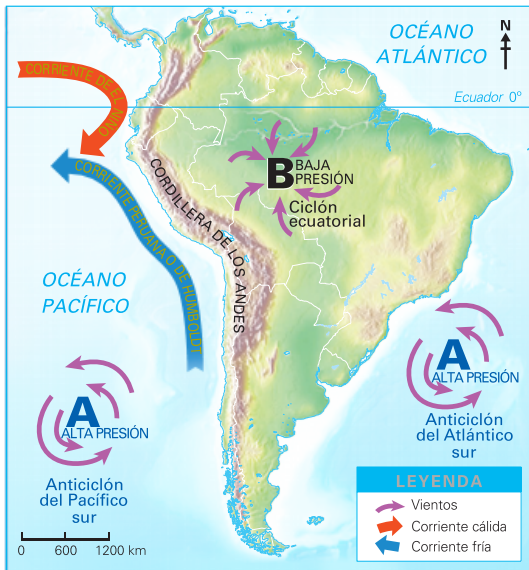 OCÉANO
ATLÁNTICO
N
CORRIENTE DE EL NIÑO
Ecuador 0º
CORRIENTE PERUANA O DE HUMBOLDT
CORDILLERA DE LOS ANDES
B BAJA
PRESIÓN
Ciclón
ecuatorial
OCÉANO
PACÍFICO
A
ALTA PRESIÓN
Anticiclón
del Atlántico
sur
A
ALTA PRESIÓN
Anticiclón
del Pacífico
sur
0 600 1200 km
LEYENDA
Vientos
Corriente cálida
Corriente fría